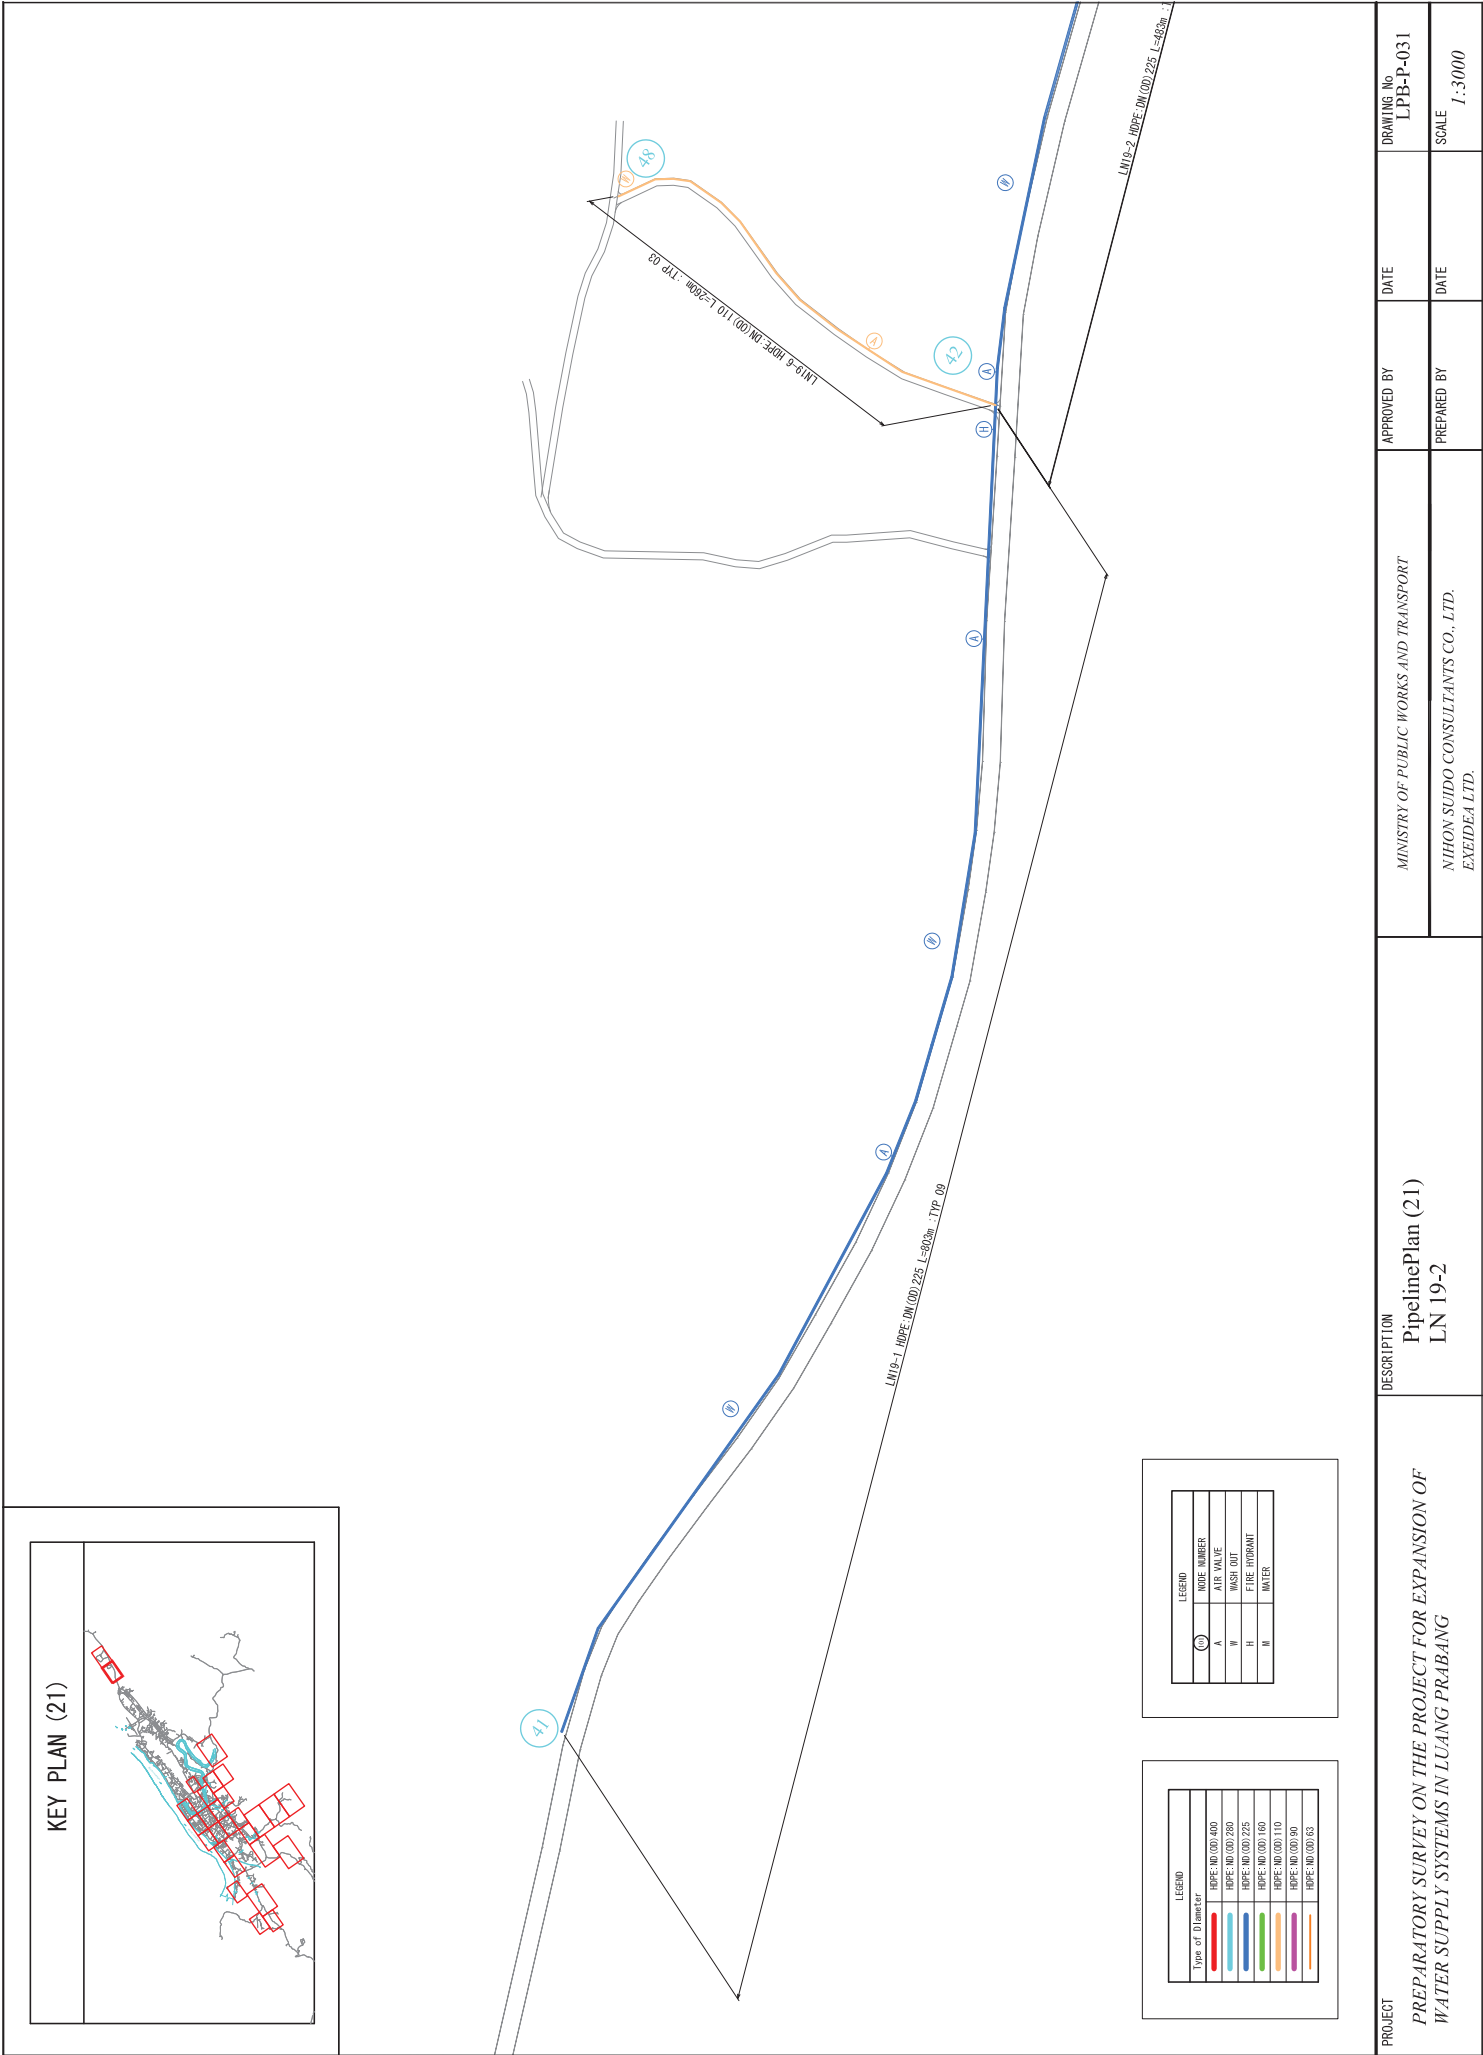 KEY PLAN (21)
41
W
A
W
A
H
A
42
W
A
W
48
LN19-1 HDPE:DN(OD)225 L=803m :TYP 09
LN19-6 HDPE:DN(OD)110 L=260m :TYP 03
LN19-2 HDPE:DN(OD)225 L=483m :
LEGEND
Type of Diameter
HDPE:ND(OD)400
HDPE:ND(OD)280
HDPE:ND(OD)225
HDPE:ND(OD)160
HDPE:ND(OD)110
HDPE:ND(OD)90
HDPE:ND(OD)63
LEGEND
101 NODE NUMBER
A AIR VALVE
W WASH OUT
H FIRE HYDRANT
M MATER
PROJECT
PREPARATORY SURVEY ON THE PROJECT FOR EXPANSION OF
WATER SUPPLY SYSTEMS IN LUANG PRABANG
DESCRIPTION
PipelinePlan (21)
LN 19-2
MINISTRY OF PUBLIC WORKS AND TRANSPORT
NIHON SUIDO CONSULTANTS CO., LTD.
EXEIDEA LTD.
APPROVED BY
DATE
DRAWING No
LPB-P-031
PREPARED BY
DATE
SCALE
1:3000